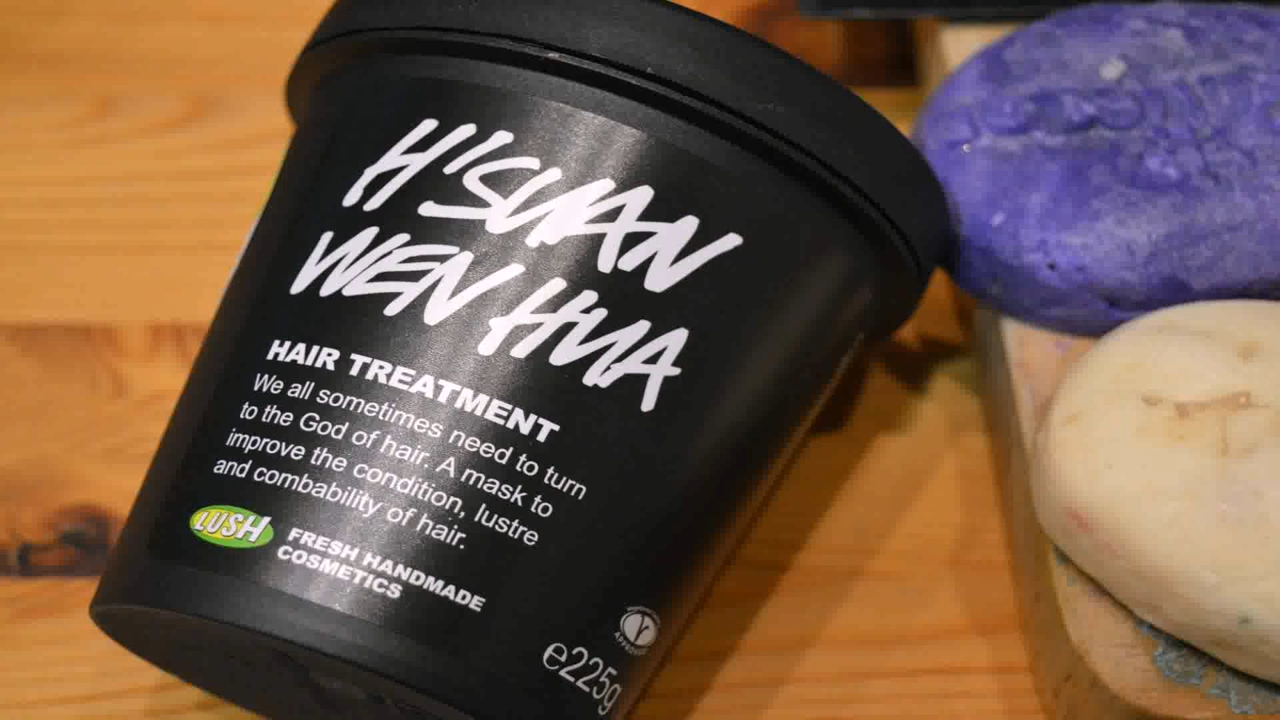 H'SUAN
WEN HUA
HAIR TREATMENT
We all sometimes need to turn
to the God of hair. A mask to
improve the condition, lustre
and combability of hair.
LUSH
FRESH HANDMADE
COSMETICS
V
APPROVED
e225g